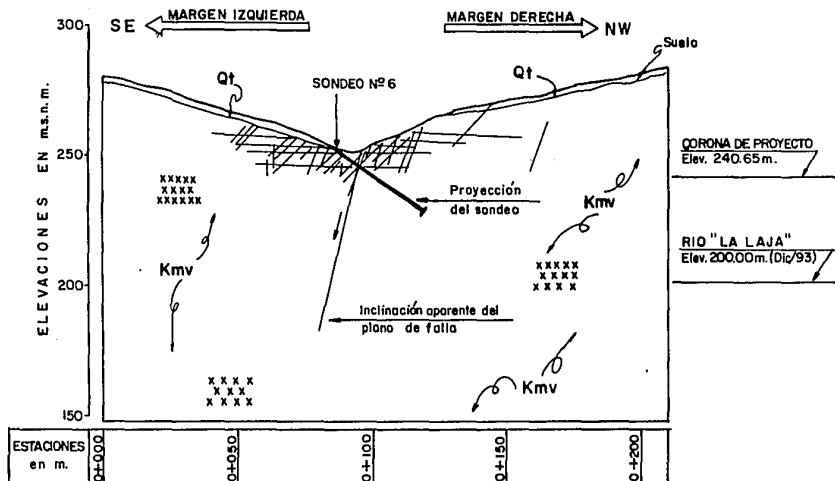 MARGEN IZQUIERDA
MARGEN DERECHA
SE
NW
300
Suelo
Qt
SONDEO Nº6
Qt
ELEVACIONES EN m.s.n.m.
250
CORONA DE PROYECTO
Elev. 240.65 m.
xxxxx
xxxx
xxxxxx
Proyección
del sondeo
Kmv
Kmv
RIO "LA LAJA"
Elev. 200.00 m. (Dic/93)
xxxxx
xxxx
xxxx
200
Inclinación aparente del
plano de falla
xxxx
xxx
xxxx
Kmv
150
ESTACIONES
en m.
0+000
0+050
0+100
0+150
0+200